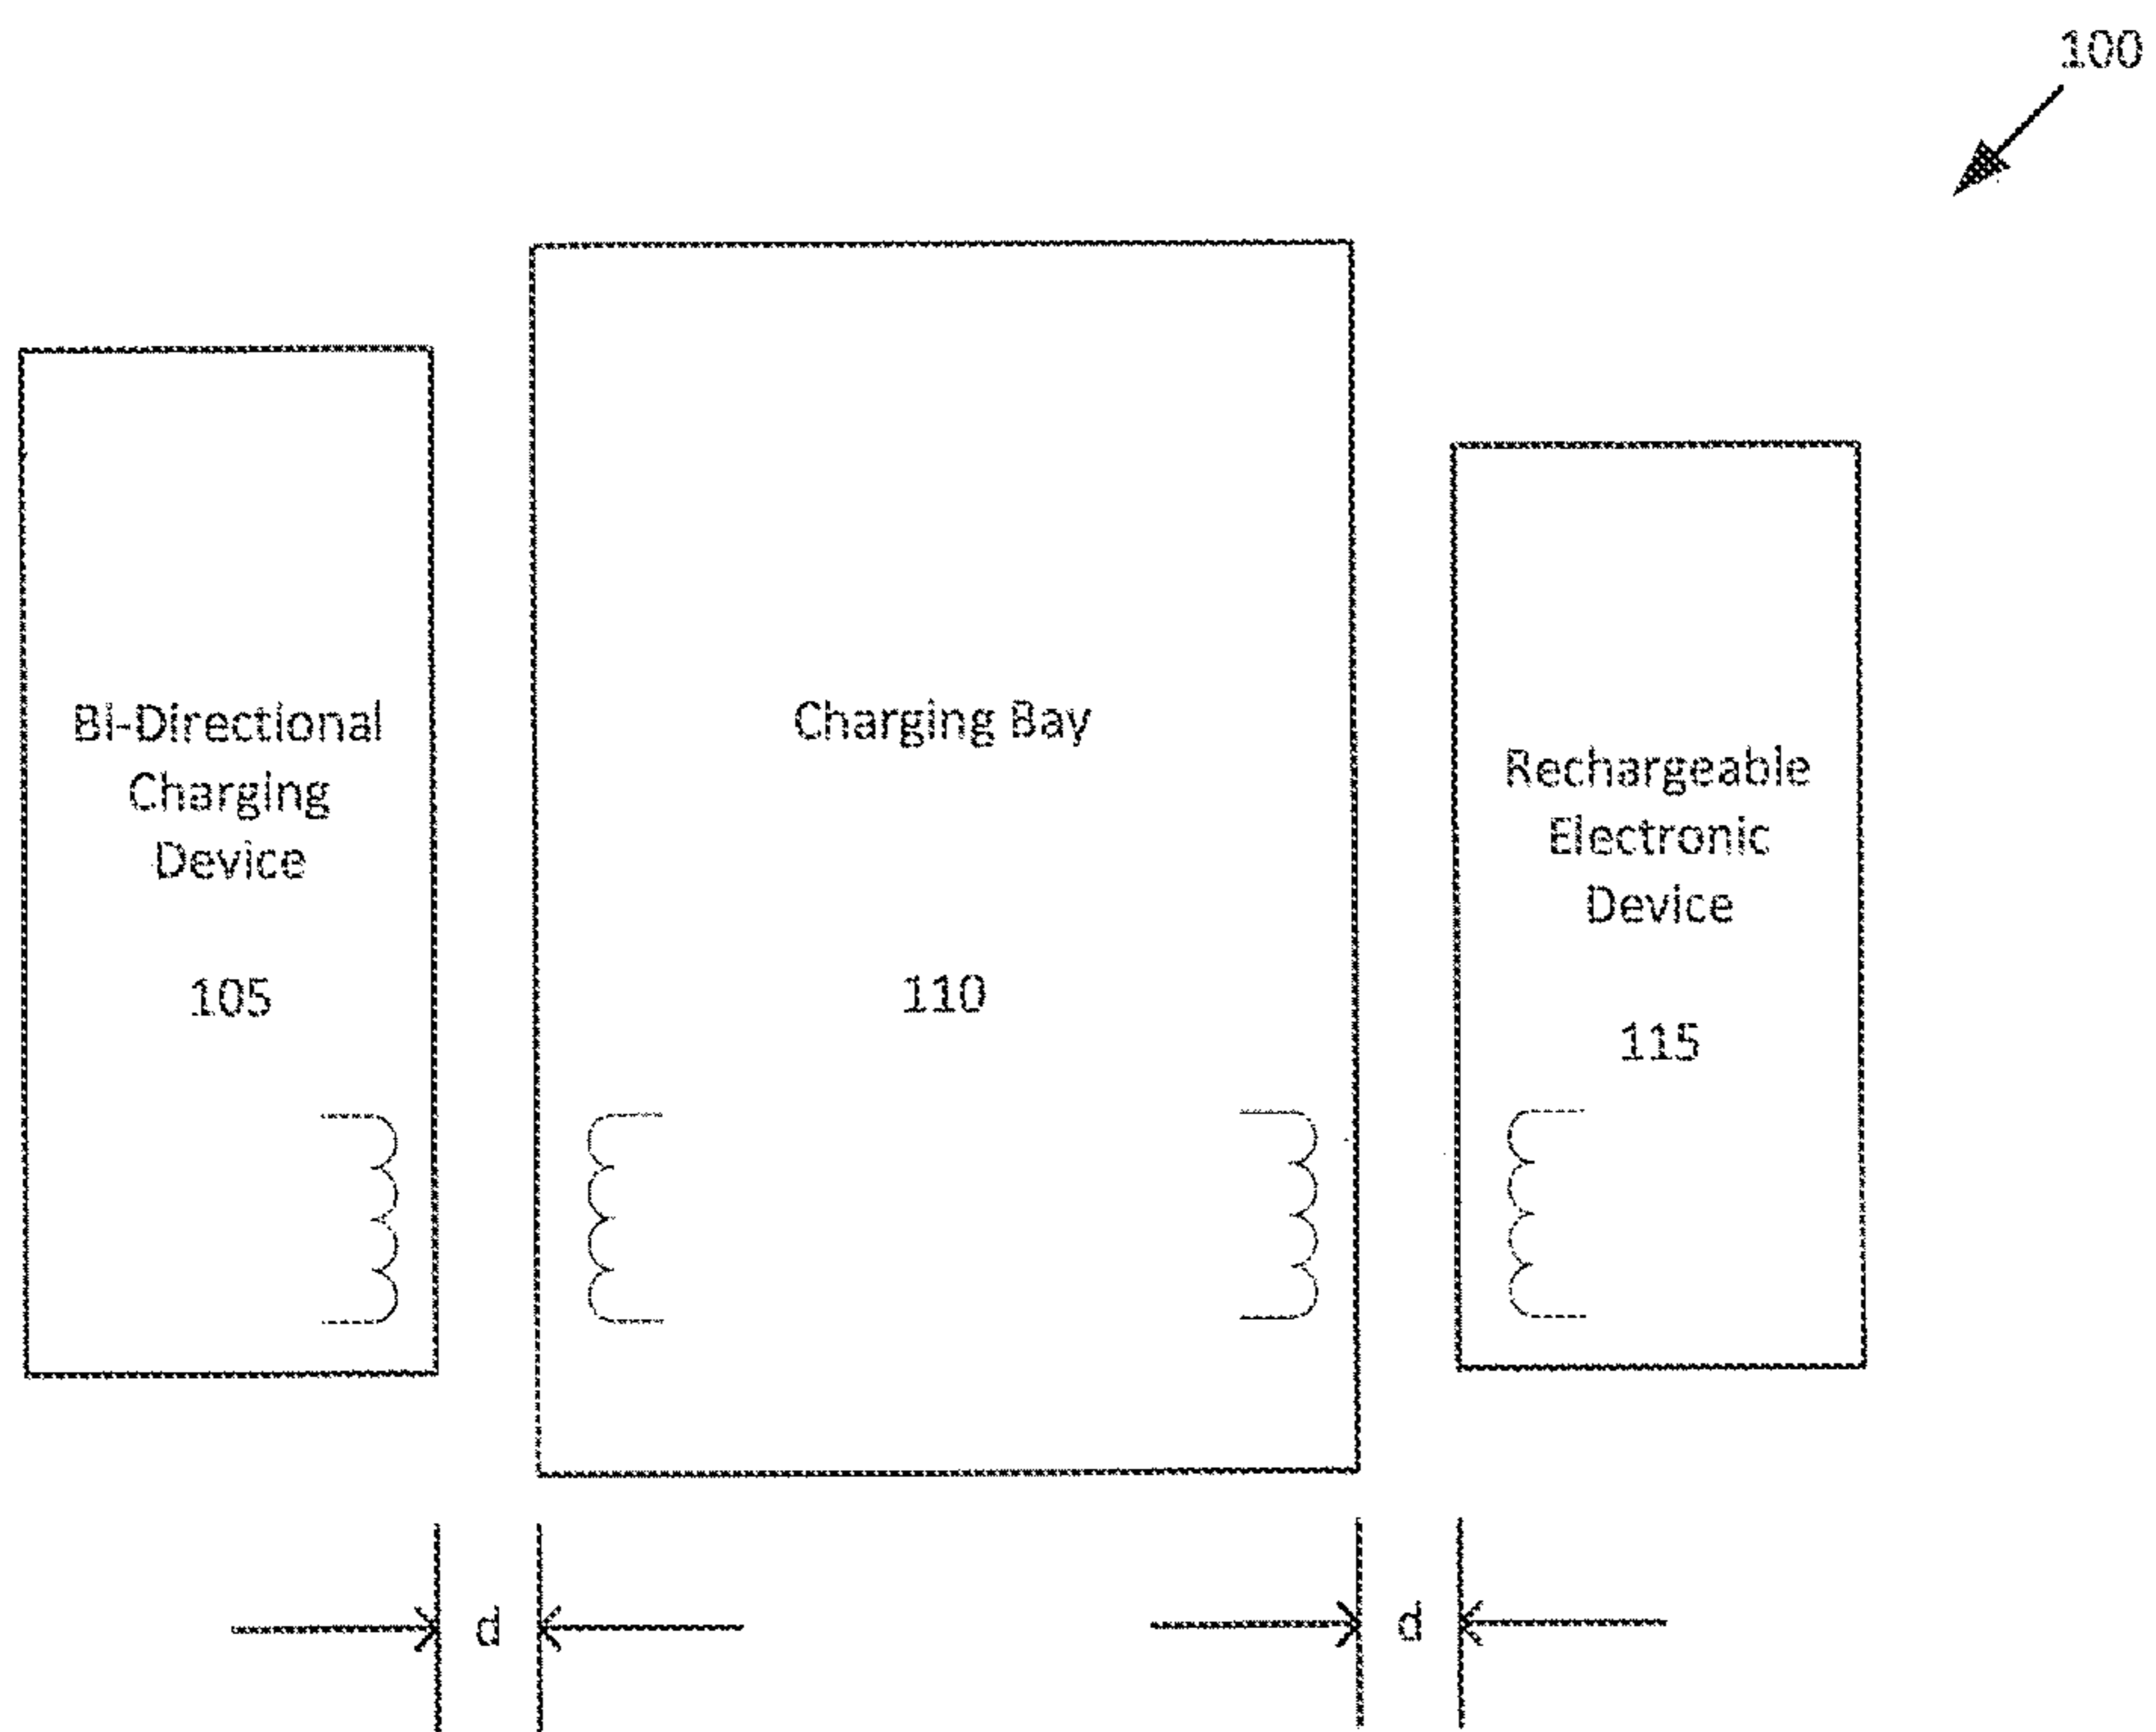 100
Bi-Directional
Charging
Device
105
Charging Bay
110
Rechargeable
Electronic
Device
115
d
d